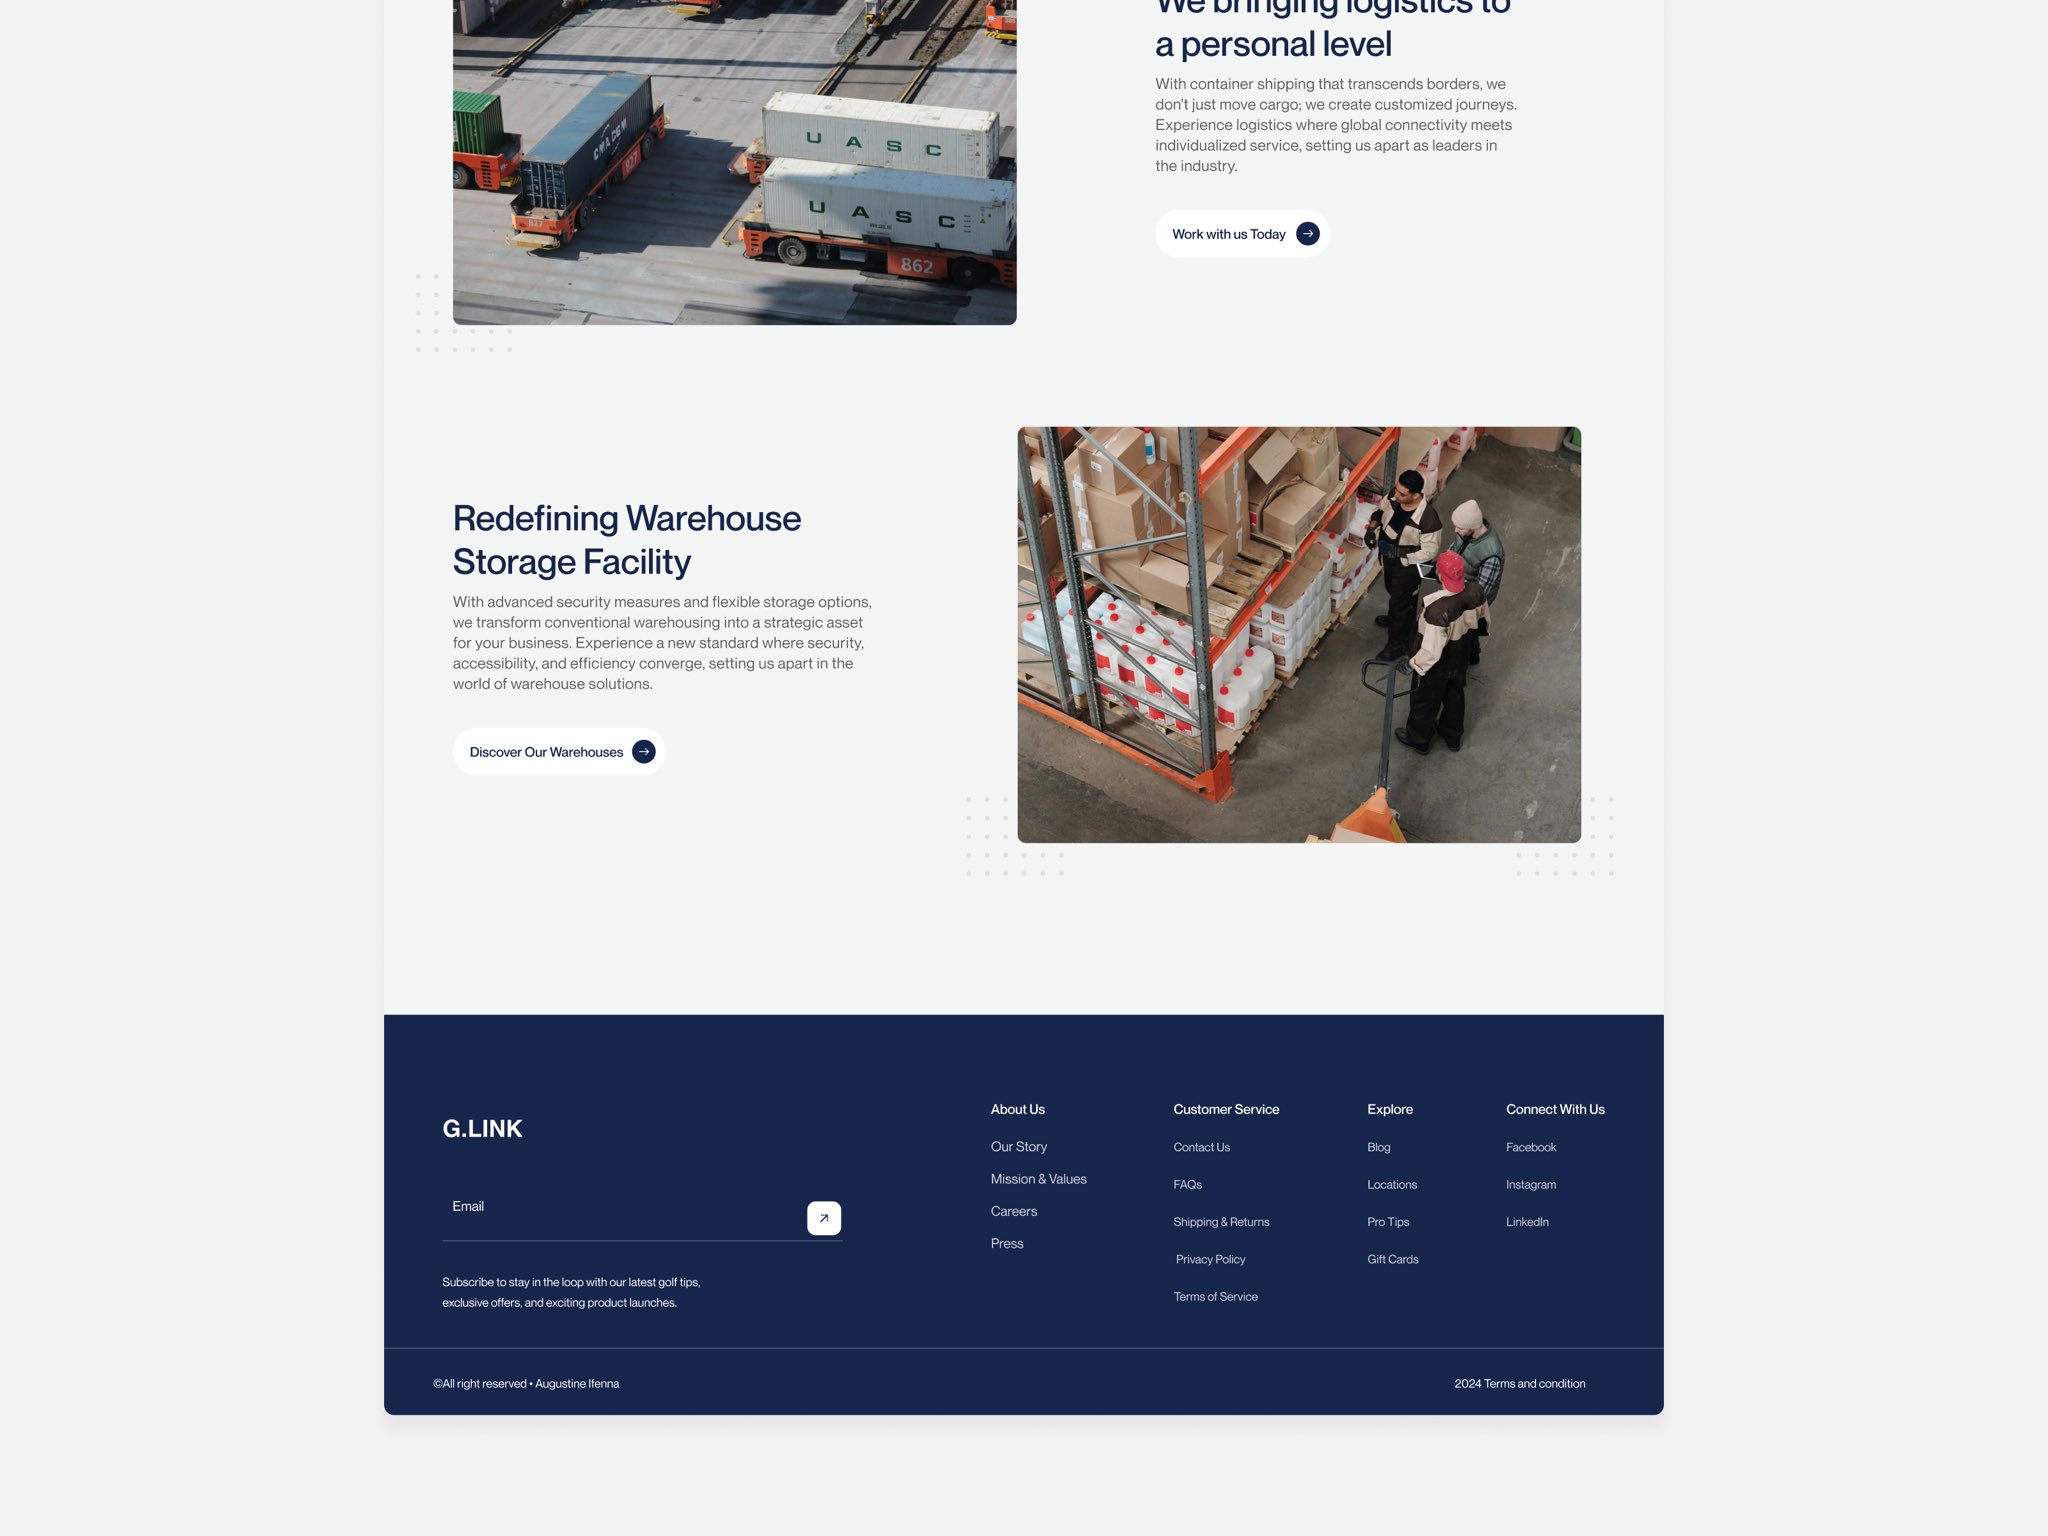 We bringing logistics to
a personal level
With container shipping that transcends borders, we
don't just move cargo; we create customized journeys.
Experience logistics where global connectivity meets
individualized service, setting us apart as leaders in
the industry.
Work with us Today
CMA CGM
827
827
UASC
UASC
862
Redefining Warehouse
Storage Facility
With advanced security measures and flexible storage options,
we transform conventional warehousing into a strategic asset
for your business. Experience a new standard where security,
accessibility, and efficiency converge, setting us apart in the
world of warehouse solutions.
Discover Our Warehouses
G.LINK
Email
Subscribe to stay in the loop with our latest golf tips,
exclusive offers, and exciting product launches.
About Us
Our Story
Mission & Values
Careers
Press
Customer Service
Contact Us
FAQs
Shipping & Returns
Privacy Policy
Terms of Service
Explore
Blog
Locations
Pro Tips
Gift Cards
Connect With Us
Facebook
Instagram
LinkedIn
©All right reserved • Augustine Ifenna
2024 Terms and condition